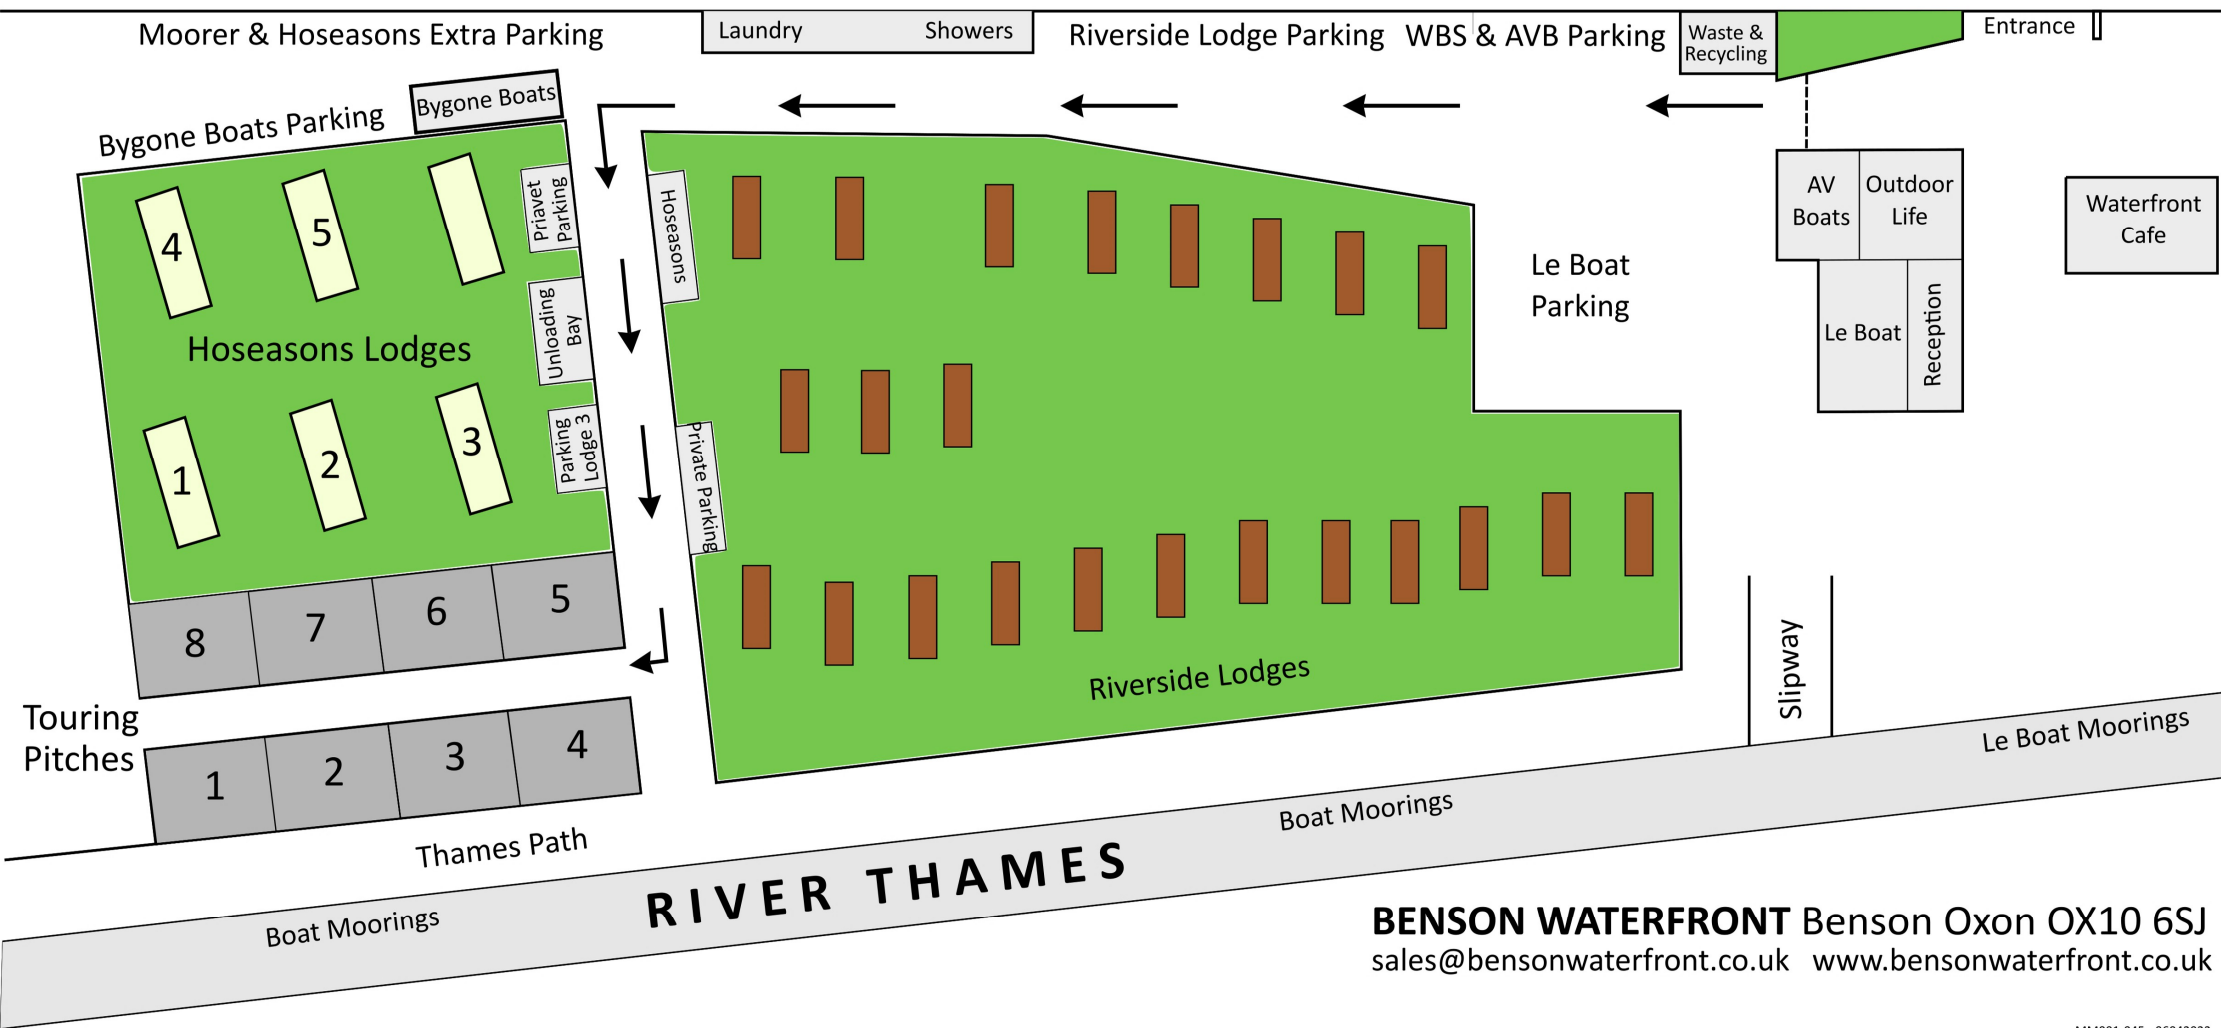 Moorer & Hoseasons Extra Parking
Laundry
Showers
Riverside Lodge Parking
WBS & AVB Parking
Waste &
Recycling
Entrance
Bygone Boats
Bygone Boats Parking
4
5
Priavet
Parking
Hoseasons
AV
Boats
Outdoor
Life
Waterfront
Cafe
Le Boat
Parking
Le Boat
Reception
Hoseasons Lodges
Unloading
Bay
1
2
3
Parking
Lodge 3
Private Parking
8
7
6
5
Riverside Lodges
Slipway
Touring
Pitches
1
2
3
4
Thames Path
Le Boat Moorings
Boat Moorings
RIVER THAMES
Boat Moorings
BENSON WATERFRONT Benson Oxon OX10 6SJ
sales@bensonwaterfront.co.uk www.bensonwaterfront.co.uk